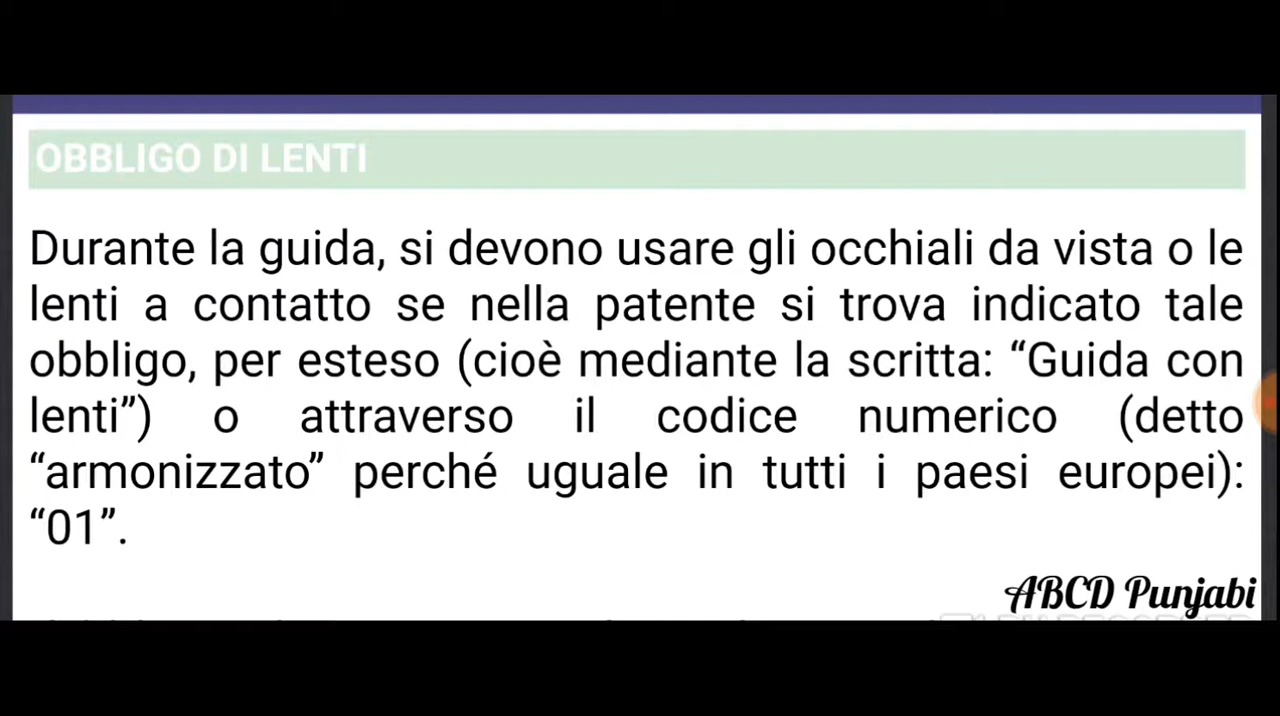 OBBLIGO DI LENTI
Durante la guida, si devono usare gli occhiali da vista o le
lenti a contatto se nella patente si trova indicato tale
obbligo, per esteso (cioè mediante la scritta: “Guida con
lenti”) o attraverso il codice numerico (detto
“armonizzato” perché uguale in tutti i paesi europei):
“01”.
ABCD Punjabi